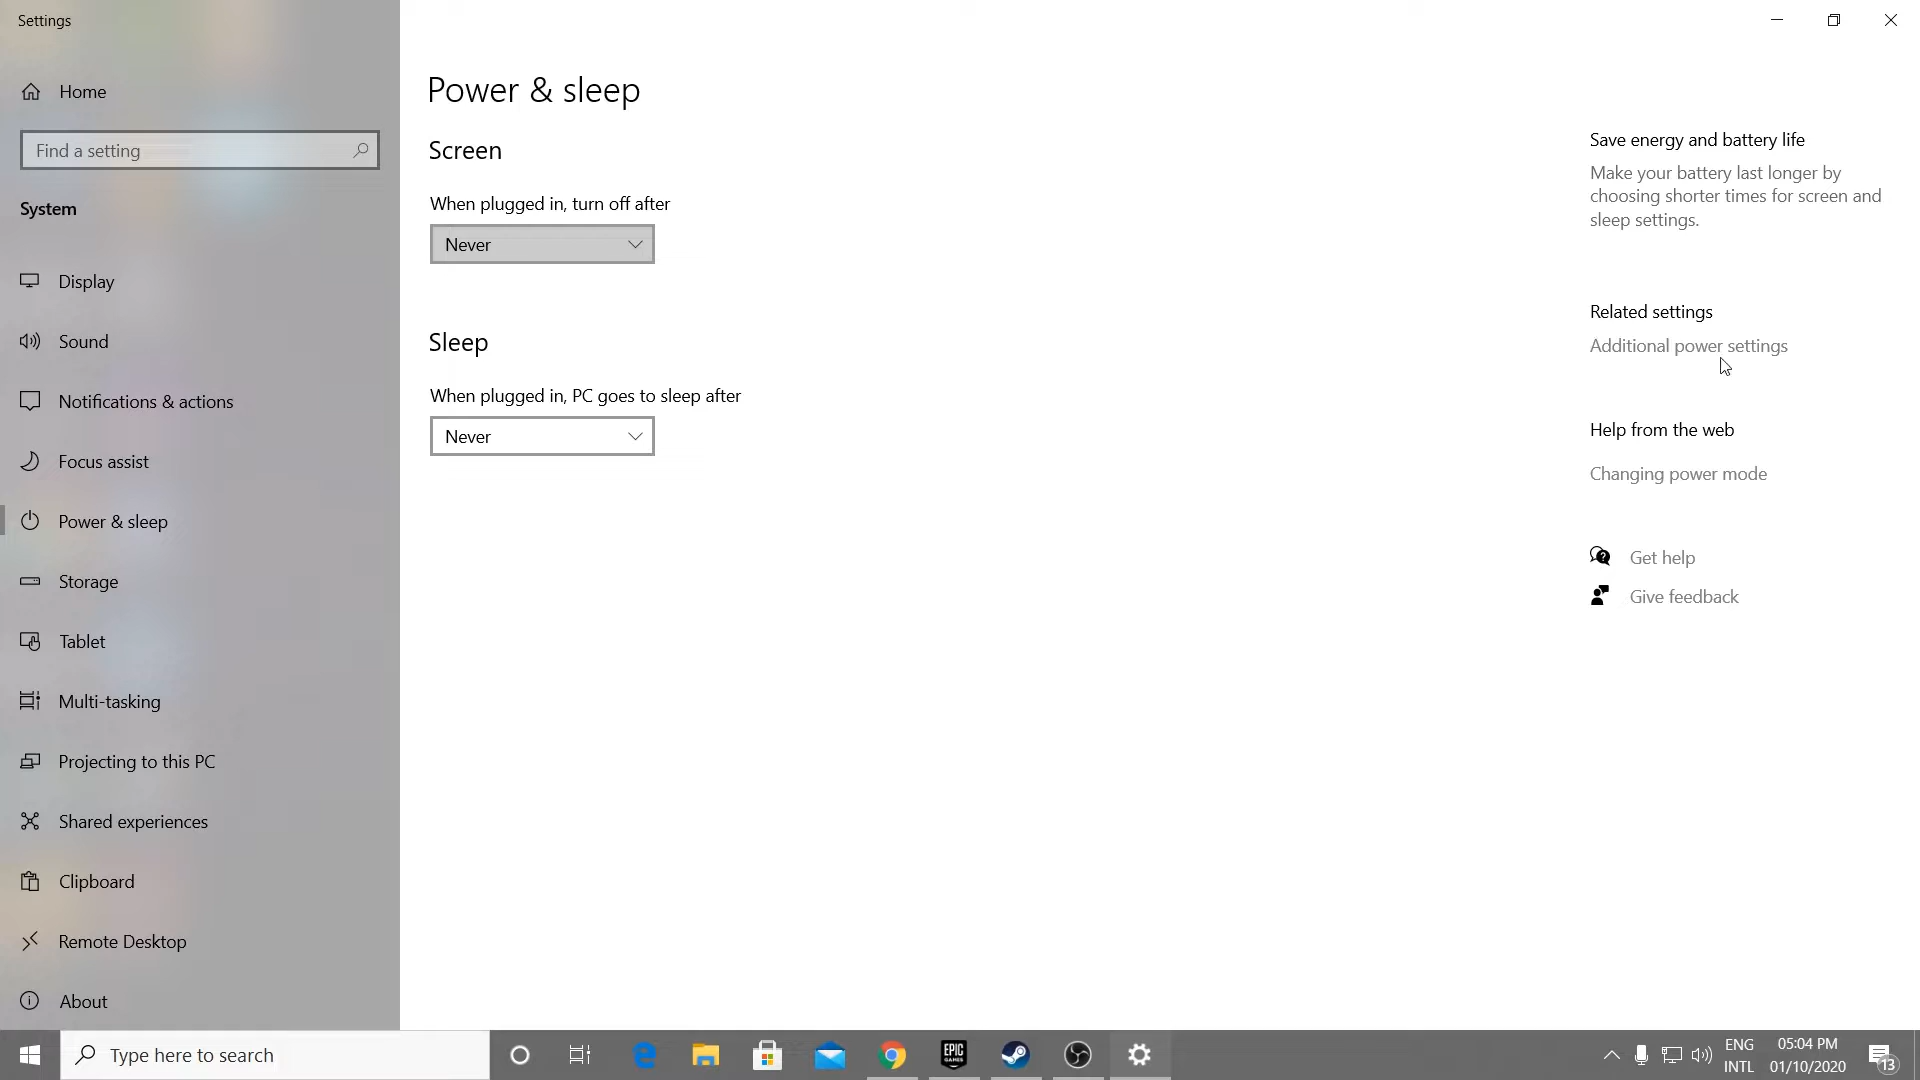 Settings
Home
Find a setting
System
Display
Sound
Notifications & actions
Focus assist
Power & sleep
Storage
Tablet
Multi-tasking
Projecting to this PC
Shared experiences
Clipboard
Remote Desktop
About
Power & sleep
Screen
When plugged in, turn off after
Never
Sleep
When plugged in, PC goes to sleep after
Never
Save energy and battery life
Make your battery last longer by
choosing shorter times for screen and
sleep settings.
Related settings
Additional power settings
Help from the web
Changing power mode
Get help
Give feedback
Type here to search
EPIC
GAMES
ENG
INTL
05:04 PM
01/10/2020
13